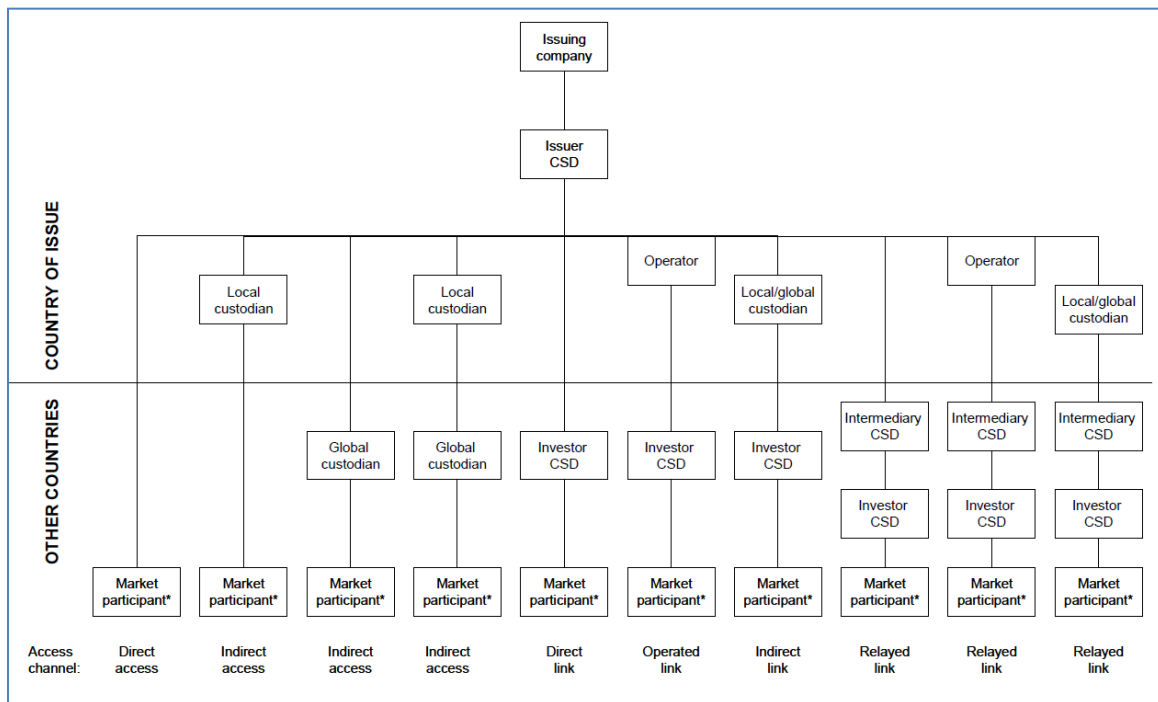 Issuing
company
Issuer
CSD
COUNTRY OF ISSUE
Operator
Operator
Local
custodian
Local
custodian
Local/global
custodian
Local/global
custodian
OTHER COUNTRIES
Intermediary
CSD
Intermediary
CSD
Intermediary
CSD
Global
custodian
Global
custodian
Investor
CSD
Investor
CSD
Investor
CSD
Investor
CSD
Investor
CSD
Investor
CSD
Market
participant*
Market
participant*
Market
participant*
Market
participant*
Market
participant*
Market
participant*
Market
participant*
Market
participant*
Market
participant*
Market
participant*
Access
channel:
Direct
access
Indirect
access
Indirect
access
Indirect
access
Direct
link
Operated
link
Indirect
link
Relayed
link
Relayed
link
Relayed
link